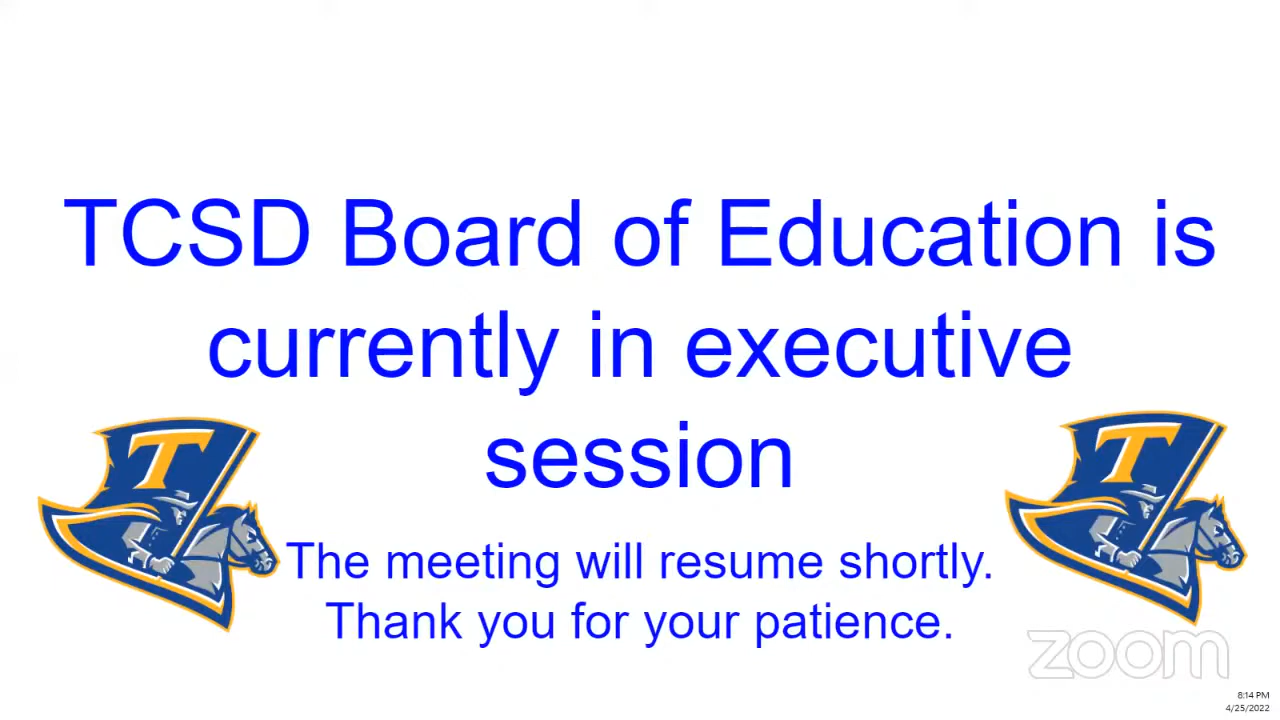 TCSD Board of Education is
currently in executive
session
T
T
The meeting will resume shortly.
Thank you for your patience.
zoom
8:14 PM
4/25/2022